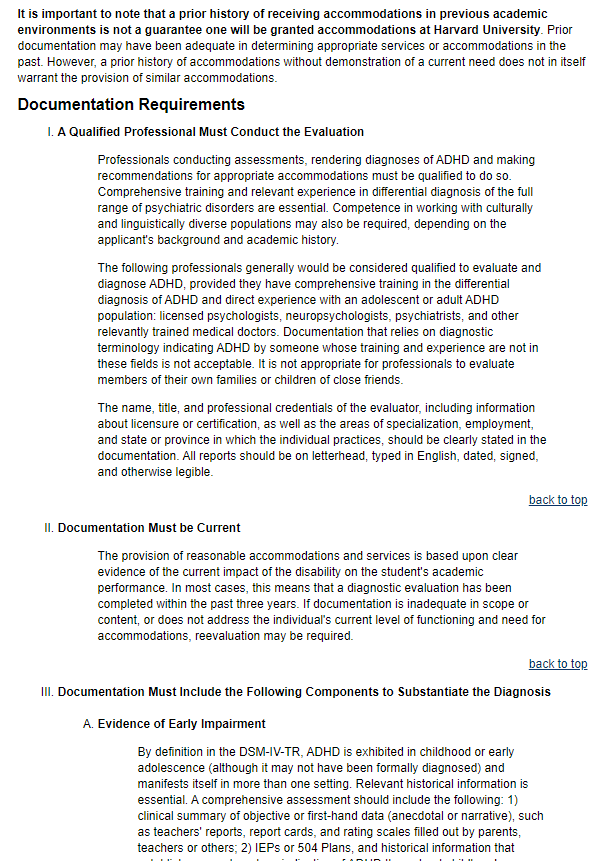 It is important to note that a prior history of receiving accommodations in previous academic
environments is not a guarantee one will be granted accommodations at Harvard University. Prior
documentation may have been adequate in determining appropriate services or accommodations in the
past. However, a prior history of accommodations without demonstration of a current need does not in itself
warrant the provision of similar accommodations.
Documentation Requirements
I. A Qualified Professional Must Conduct the Evaluation
Professionals conducting assessments, rendering diagnoses of ADHD and making
recommendations for appropriate accommodations must be qualified to do so.
Comprehensive training and relevant experience in differential diagnosis of the full
range of psychiatric disorders are essential. Competence in working with culturally
and linguistically diverse populations may also be required, depending on the
applicant's background and academic history.
The following professionals generally would be considered qualified to evaluate and
diagnose ADHD, provided they have comprehensive training in the differential
diagnosis of ADHD and direct experience with an adolescent or adult ADHD
population: licensed psychologists, neuropsychologists, psychiatrists, and other
relevantly trained medical doctors. Documentation that relies on diagnostic
terminology indicating ADHD by someone whose training and experience are not in
these fields is not acceptable. It is not appropriate for professionals to evaluate
members of their own families or children of close friends.
The name, title, and professional credentials of the evaluator, including information
about licensure or certification, as well as the areas of specialization, employment,
and state or province in which the individual practices, should be clearly stated in the
documentation. All reports should be on letterhead, typed in English, dated, signed,
and otherwise legible.
back to top
II. Documentation Must be Current
The provision of reasonable accommodations and services is based upon clear
evidence of the current impact of the disability on the student's academic
performance. In most cases, this means that a diagnostic evaluation has been
completed within the past three years. If documentation is inadequate in scope or
content, or does not address the individual's current level of functioning and need for
accommodations, reevaluation may be required.
back to top
III. Documentation Must Include the Following Components to Substantiate the Diagnosis
A. Evidence of Early Impairment
By definition in the DSM-IV-TR, ADHD is exhibited in childhood or early
adolescence (although it may not have been formally diagnosed) and
manifests itself in more than one setting. Relevant historical information is
essential. A comprehensive assessment should include the following: 1)
clinical summary of objective or first-hand data (anecdotal or narrative), such
as teachers' reports, report cards, and rating scales filled out by parents,
teachers or others; 2) IEPs or 504 Plans, and historical information that